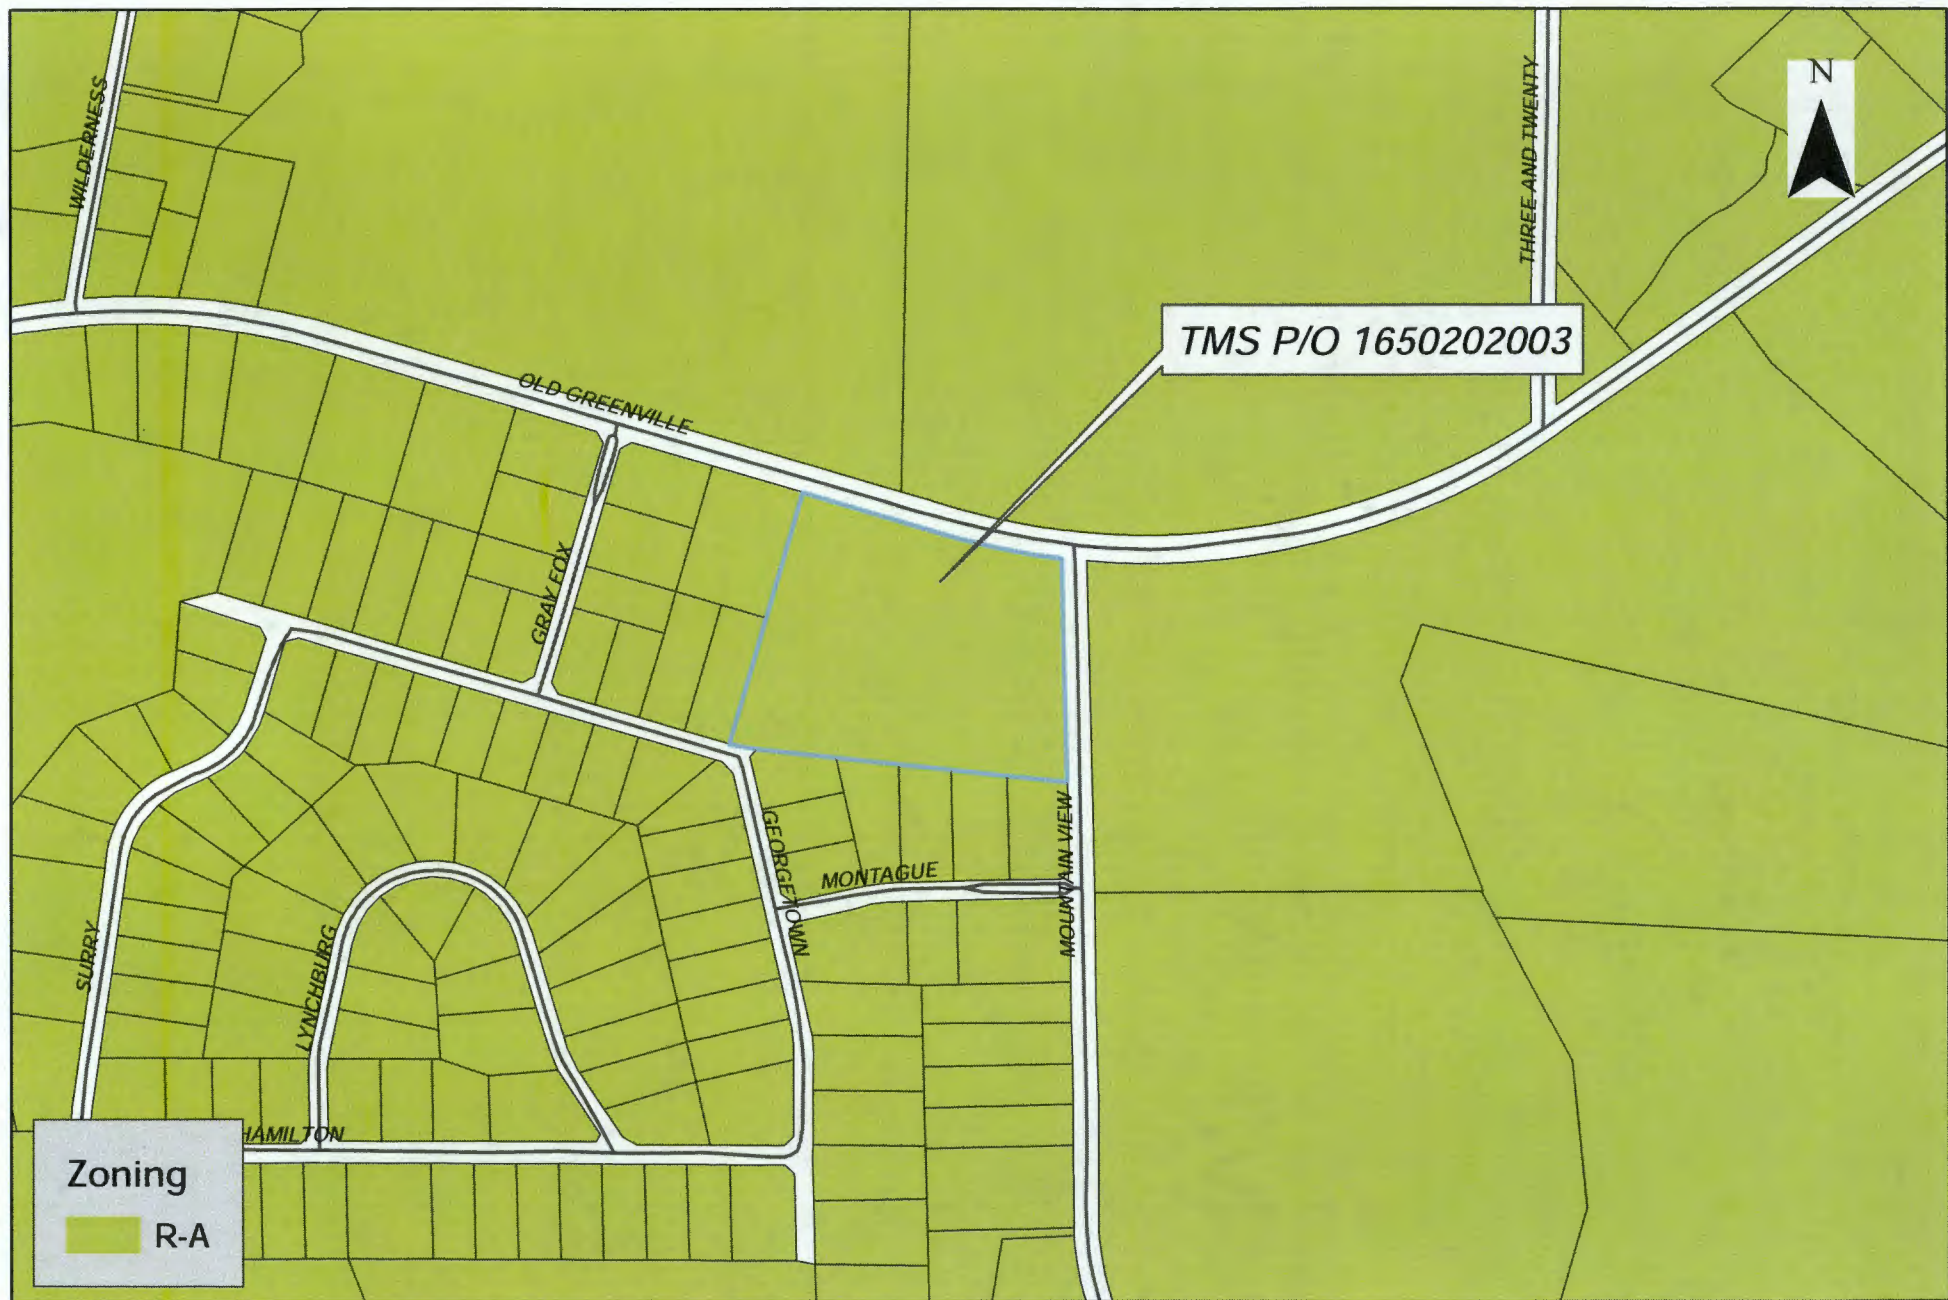 WILDERNESS
THREE AND TWENTY
N
TMS P/O 1650202003
OLD GREENVILLE
GRAY FOX
GEORGETOWN
MONTAGUE
MOUNTAIN VIEW
SURRY
LYNCHBURG
HAMILTON
Zoning
R-A